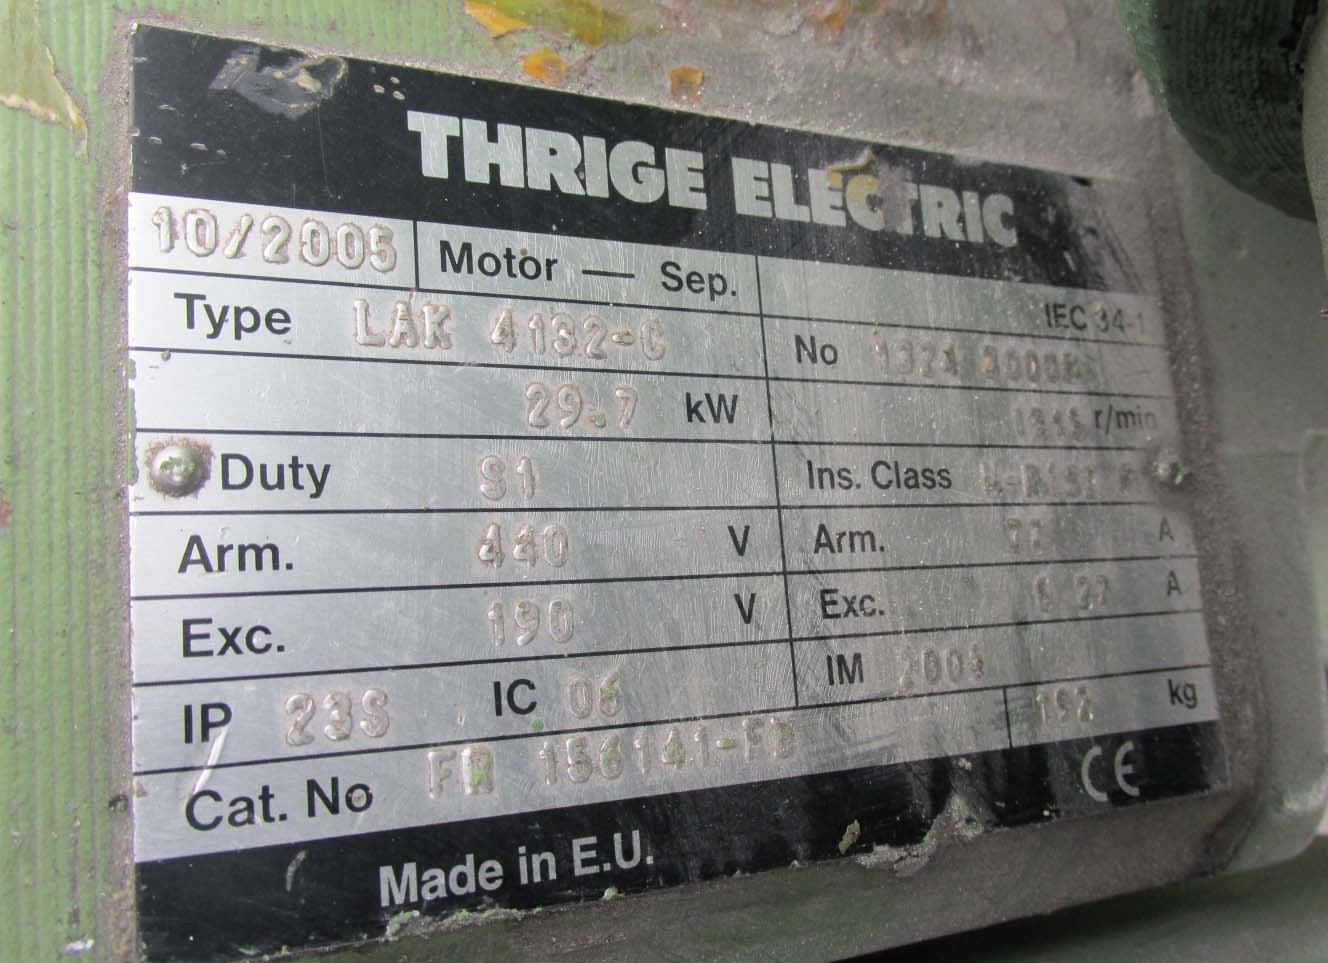 THRIGE ELECTRIC
10/2005 Motor — Sep. IEC 34-1
Type LAK 4132-C No
29.7 kW r/min
Duty S1 Ins. Class
Arm. 440 V Arm. A
Exc. 190 V Exc. A
IP 23S IC 06 IM
Cat. No 192 kg
CE
Made in E.U.